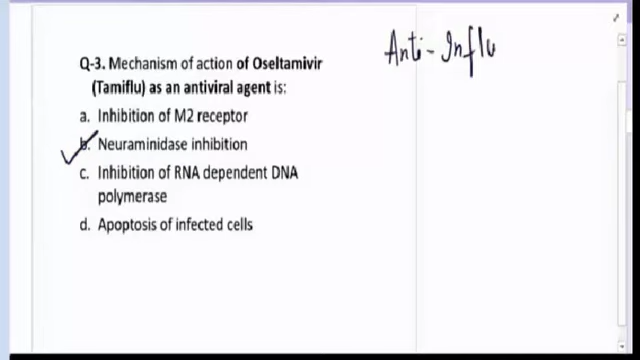 Q-3. Mechanism of action of Oseltamivir
(Tamiflu) as an antiviral agent is:
a. Inhibition of M2 receptor
b. Neuraminidase inhibition
c. Inhibition of RNA dependent DNA
polymerase
d. Apoptosis of infected cells
Anti-Influ